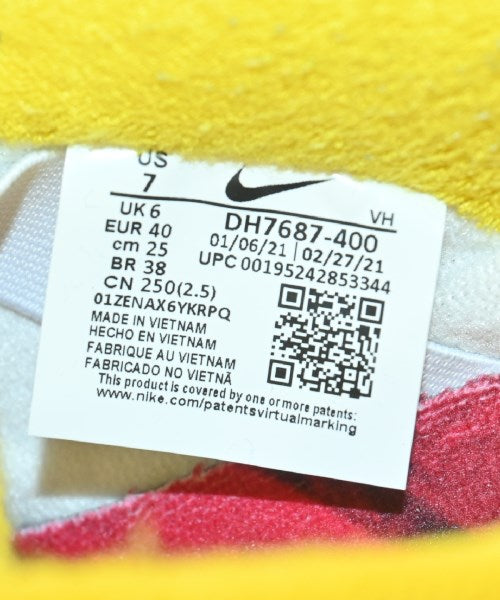 US
7
VH
UK 6
EUR 40
cm 25
BR 38
CN 250(2.5)
01ZENAX6YKRPQ
DH7687-400
01/06/21 | 02/27/21
UPC 00195242853344
MADE IN VIETNAM
HECHO EN VIETNAM
FABRIQUE AU VIETNAM
FABRICADO NO VIETNÃ
This product is covered by one or more patents:
www.nike.com/patentsvirtualmarking